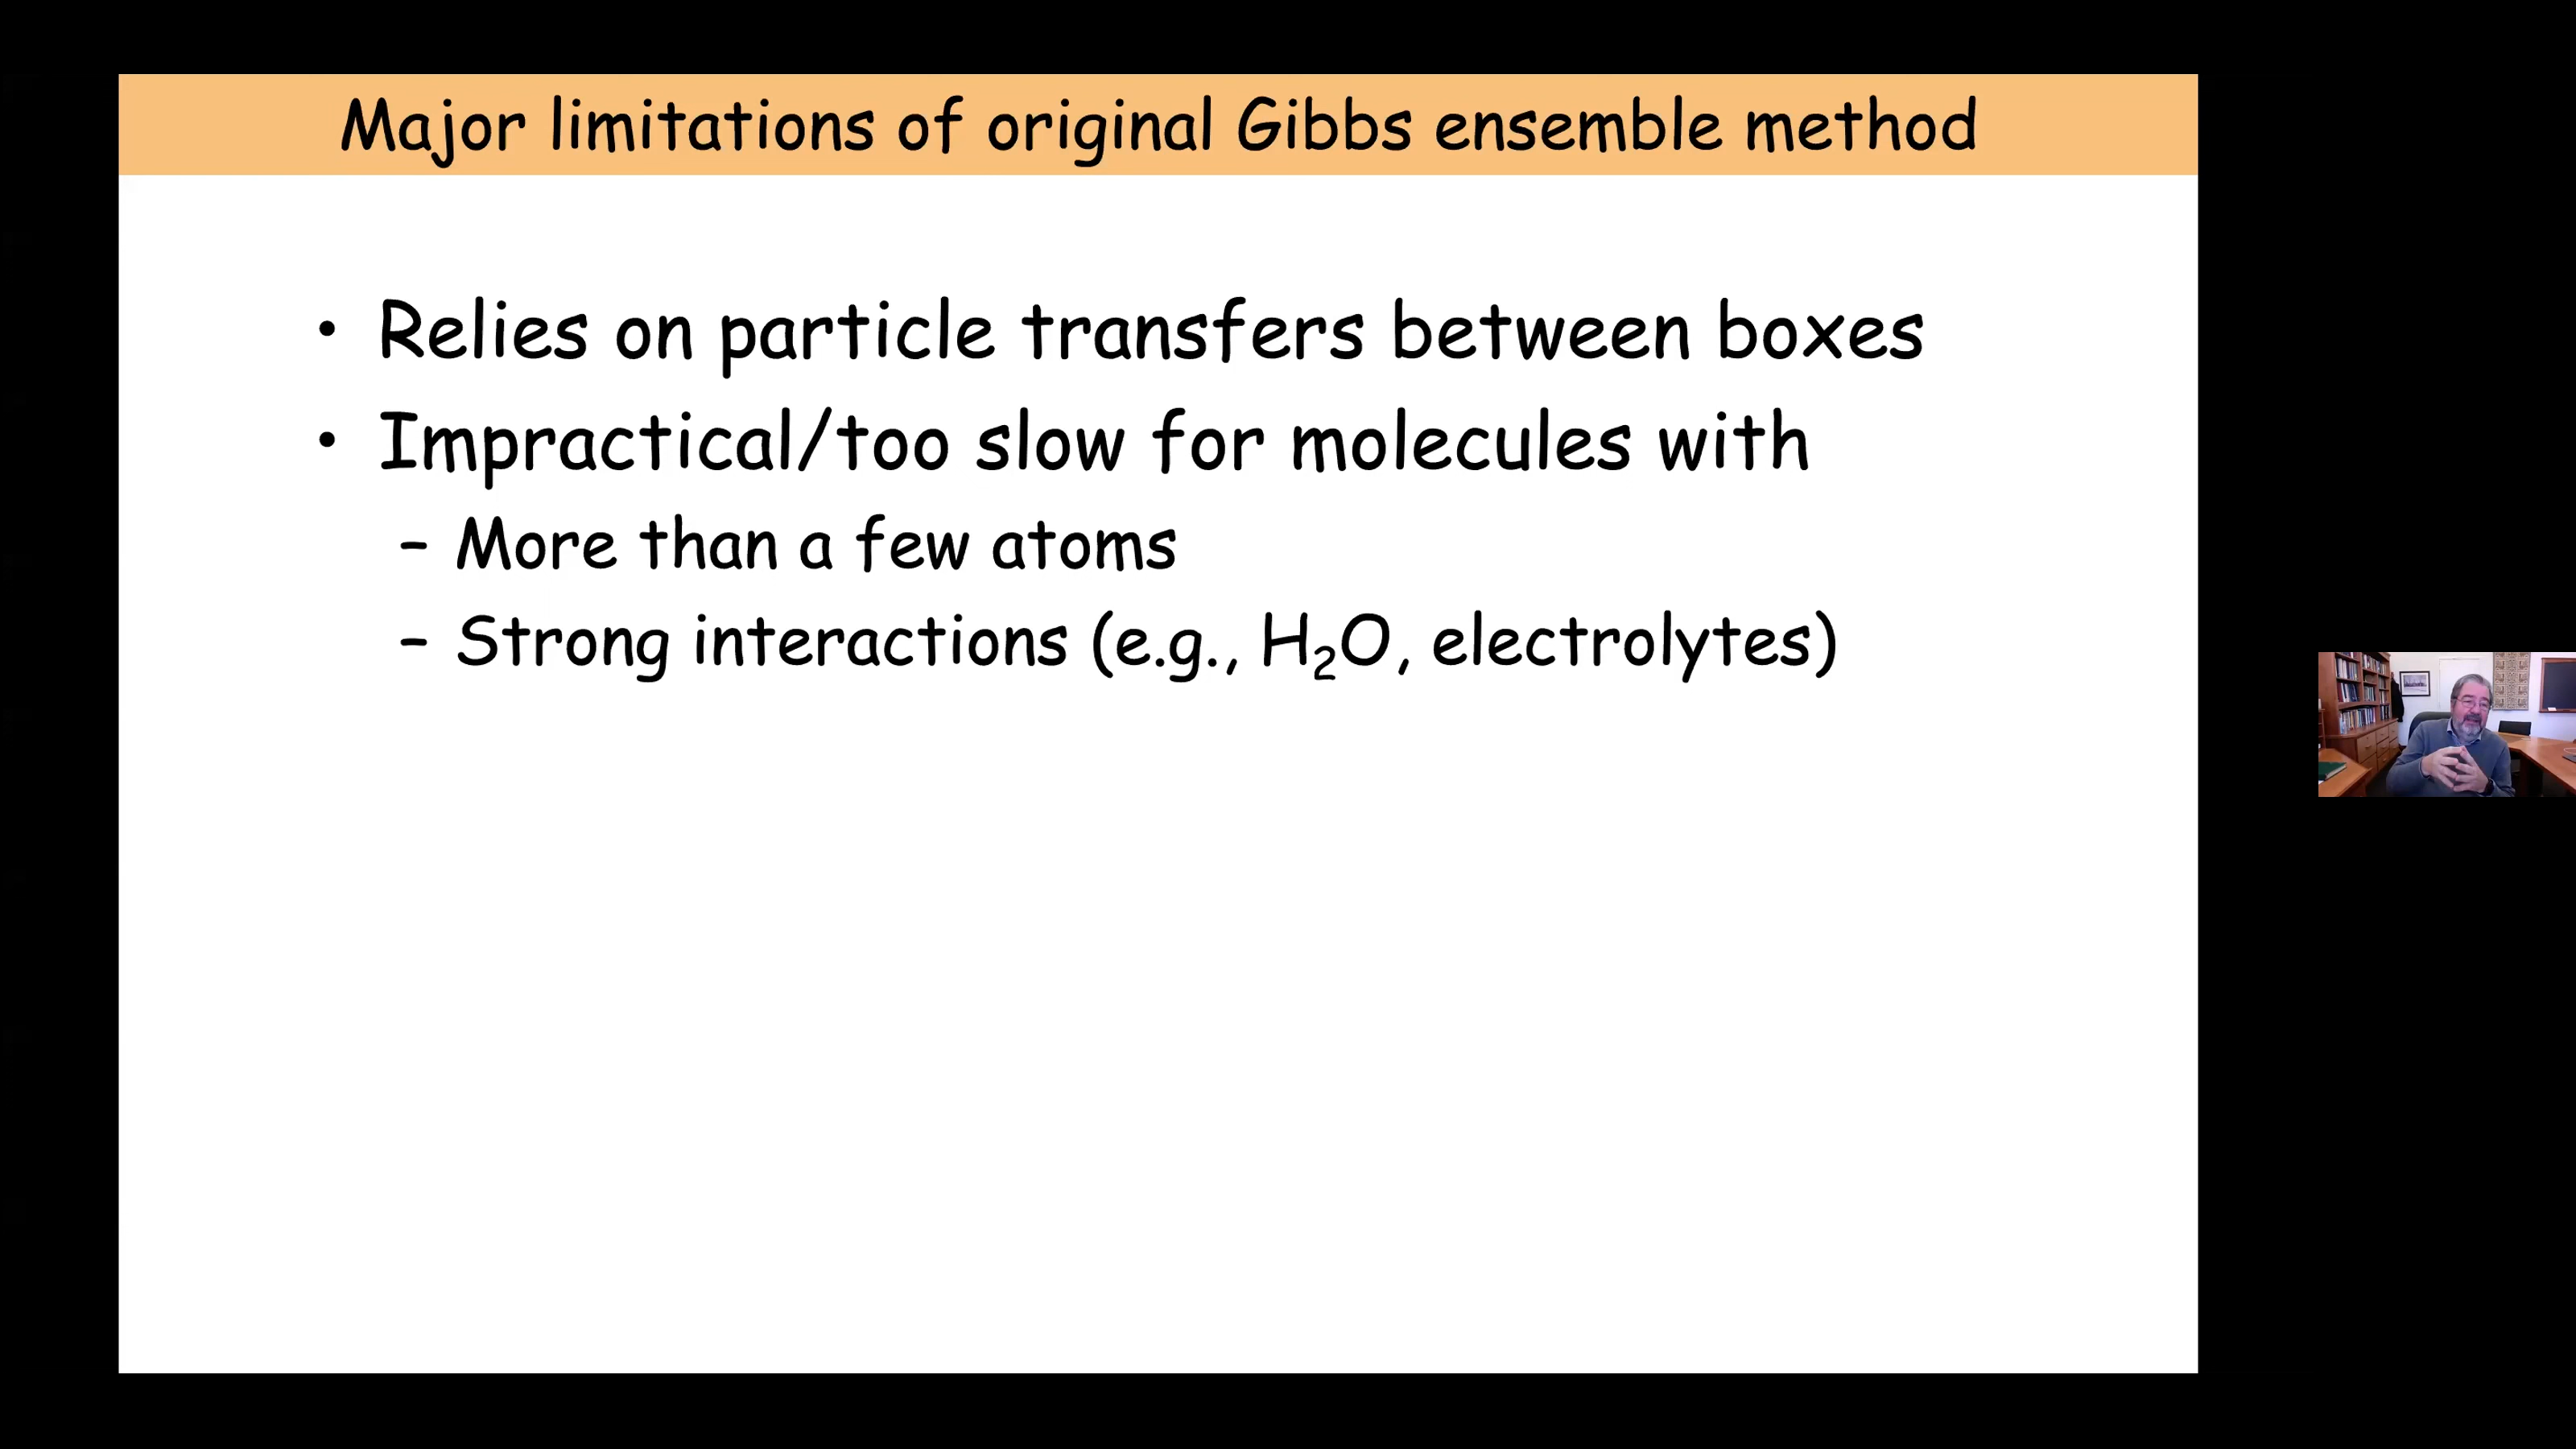 Major limitations of original Gibbs ensemble method
• Relies on particle transfers between boxes
• Impractical/too slow for molecules with
– More than a few atoms
– Strong interactions (e.g., H₂O, electrolytes)